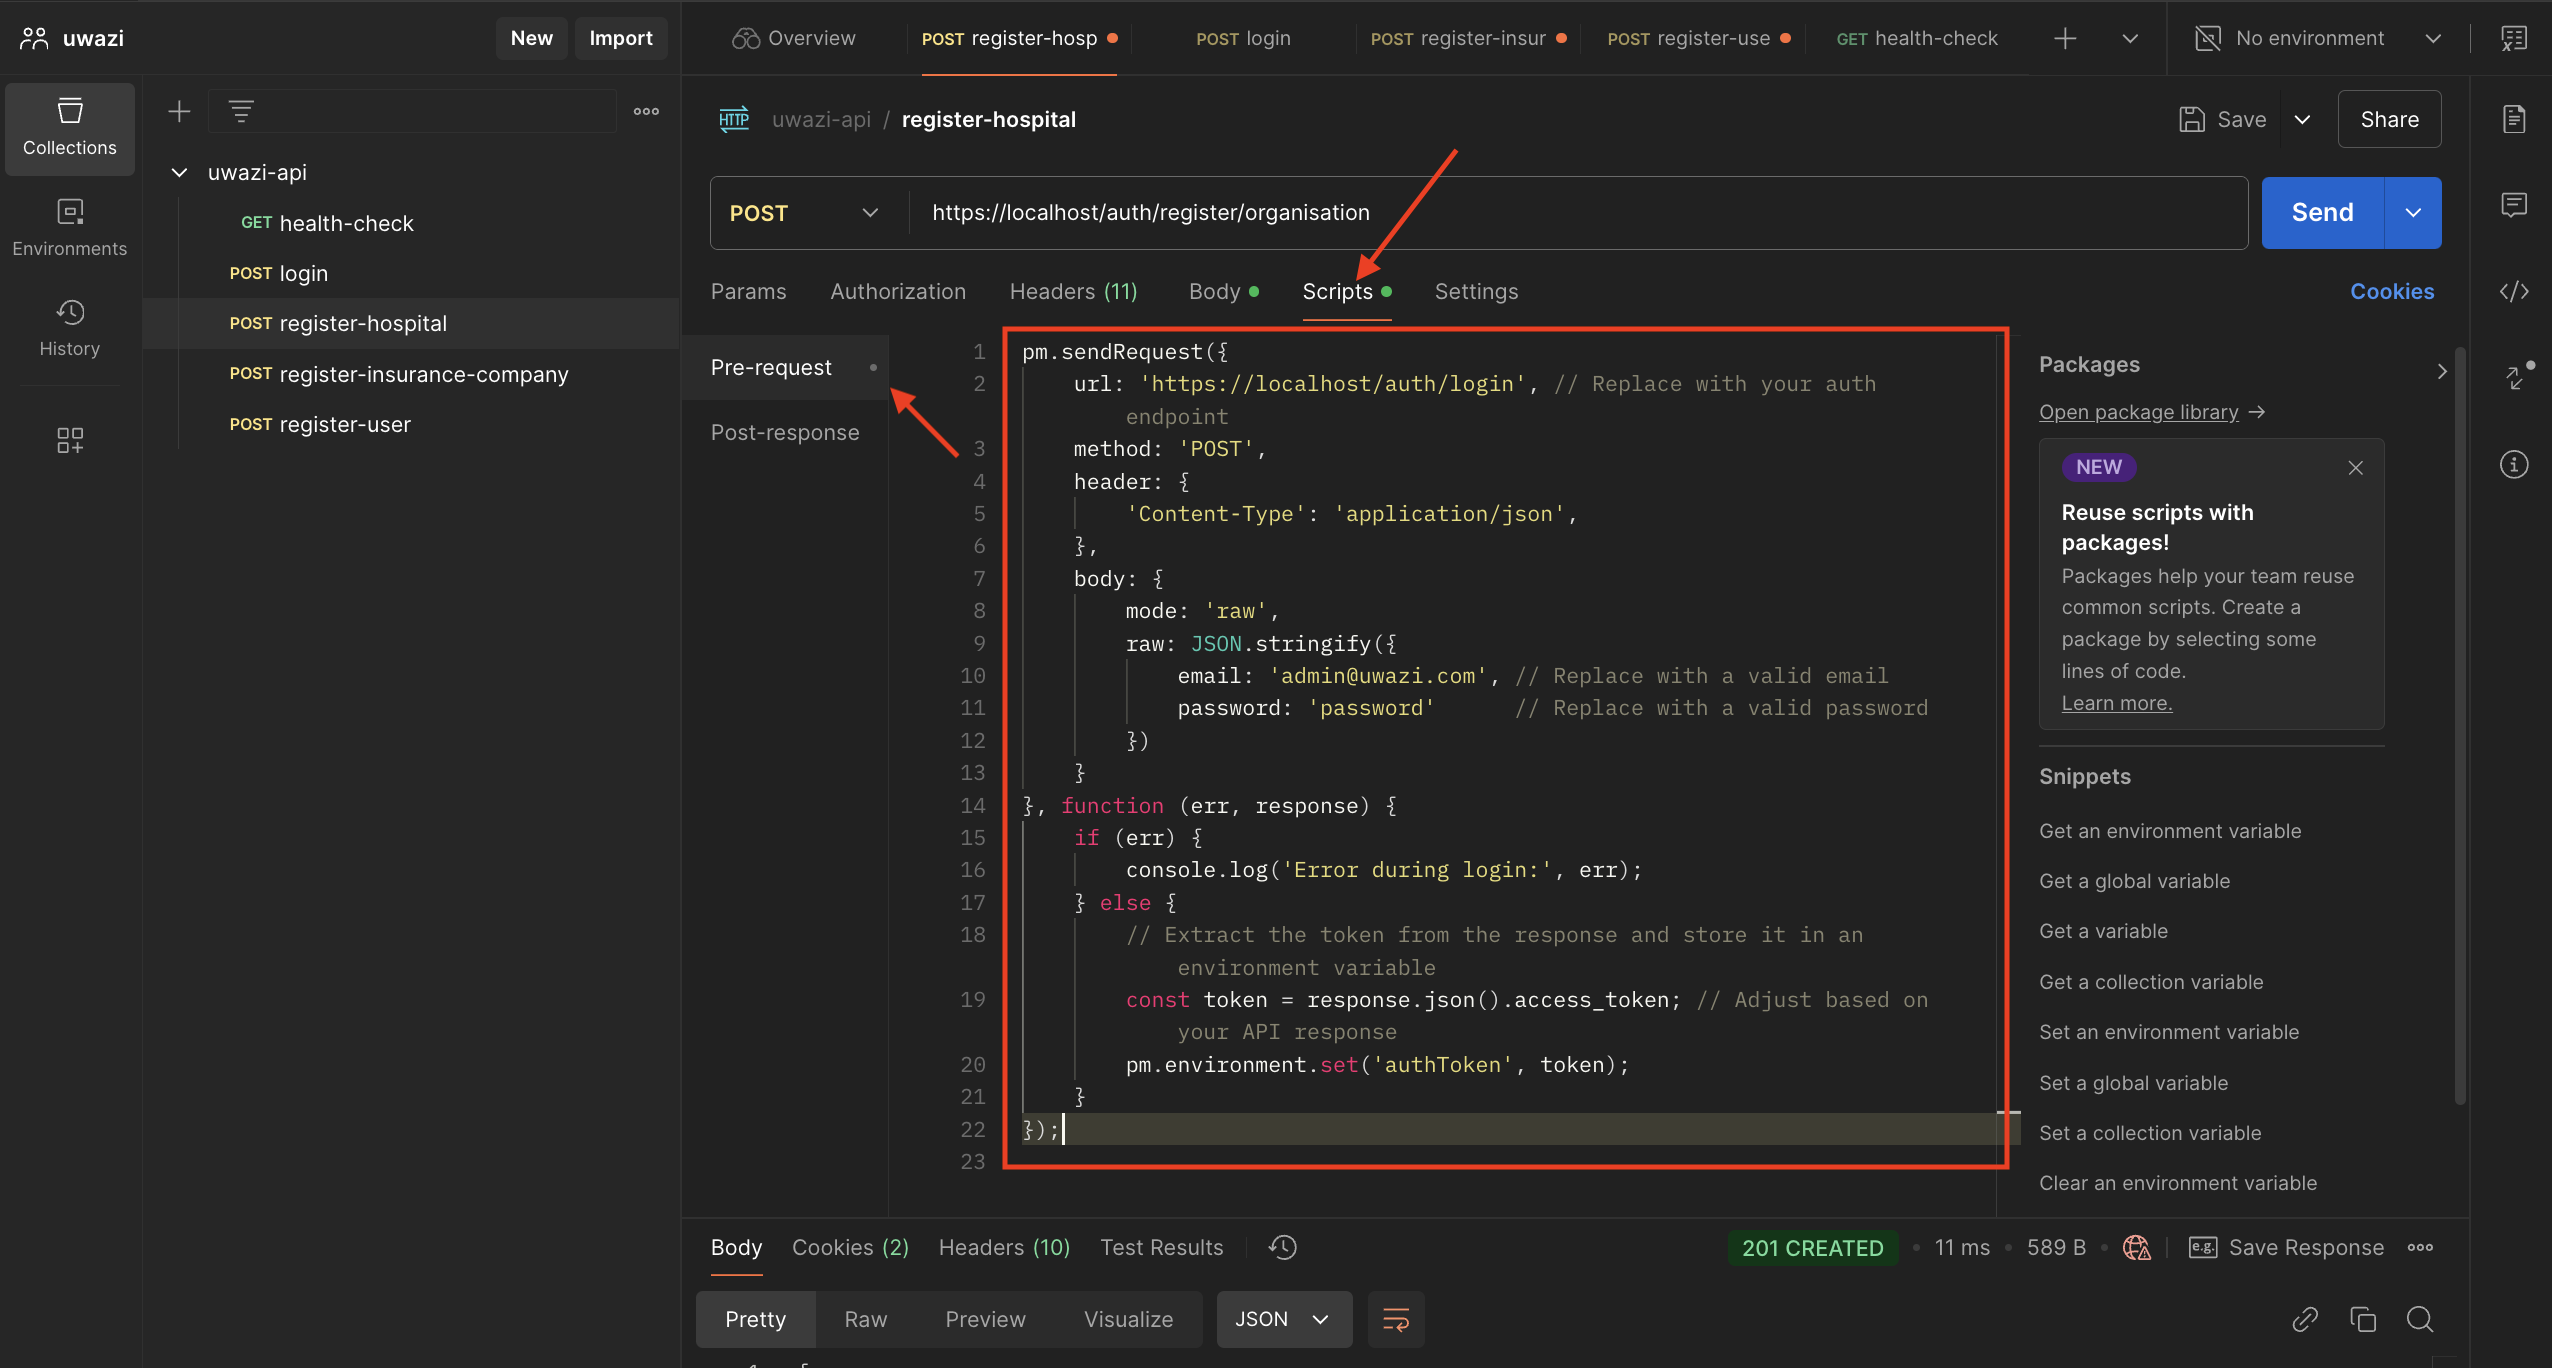 uwazi
New
Import
Overview
POST register-hosp
POST login
POST register-insur
POST register-use
GET health-check
No environment
Collections
Environments
History
uwazi-api
GET health-check
POST login
POST register-hospital
POST register-insurance-company
POST register-user
HTTP
uwazi-api / register-hospital
Save
Share
POST
https://localhost/auth/register/organisation
Send
Params
Authorization
Headers (11)
Body
Scripts
Settings
Cookies
Pre-request
Post-response
1 pm.sendRequest({
2 url: 'https://localhost/auth/login', // Replace with your auth
endpoint
3 method: 'POST',
4 header: {
5 'Content-Type': 'application/json',
6 },
7 body: {
8 mode: 'raw',
9 raw: JSON.stringify({
10 email: 'admin@uwazi.com', // Replace with a valid email
11 password: 'password' // Replace with a valid password
12 })
13 }
14 }, function (err, response) {
15 if (err) {
16 console.log('Error during login:', err);
17 } else {
18 // Extract the token from the response and store it in an
environment variable
19 const token = response.json().access_token; // Adjust based on
your API response
20 pm.environment.set('authToken', token);
21 }
22 });
23
Packages
Open package library →
NEW
Reuse scripts with
packages!
Packages help your team reuse
common scripts. Create a
package by selecting some
lines of code.
Learn more.
Snippets
Get an environment variable
Get a global variable
Get a variable
Get a collection variable
Set an environment variable
Set a global variable
Set a collection variable
Clear an environment variable
Body
Cookies (2)
Headers (10)
Test Results
201 CREATED
11 ms
589 B
e.g.
Save Response
Pretty
Raw
Preview
Visualize
JSON